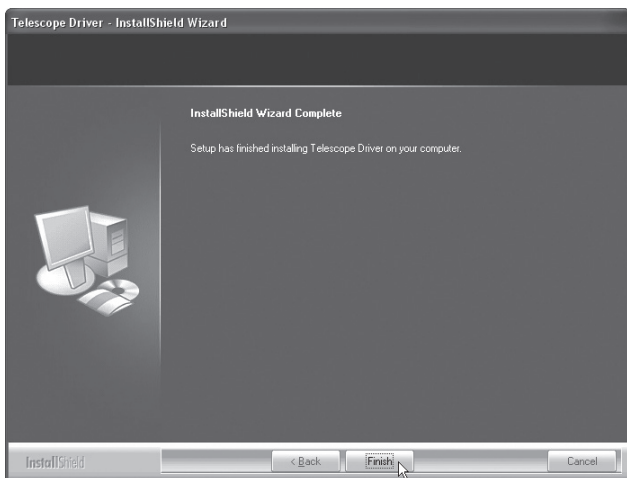 Telescope Driver - InstallShield Wizard
InstallShield Wizard Complete
Setup has finished installing Telescope Driver on your computer.
InstallShield
< Back
Finish
Cancel